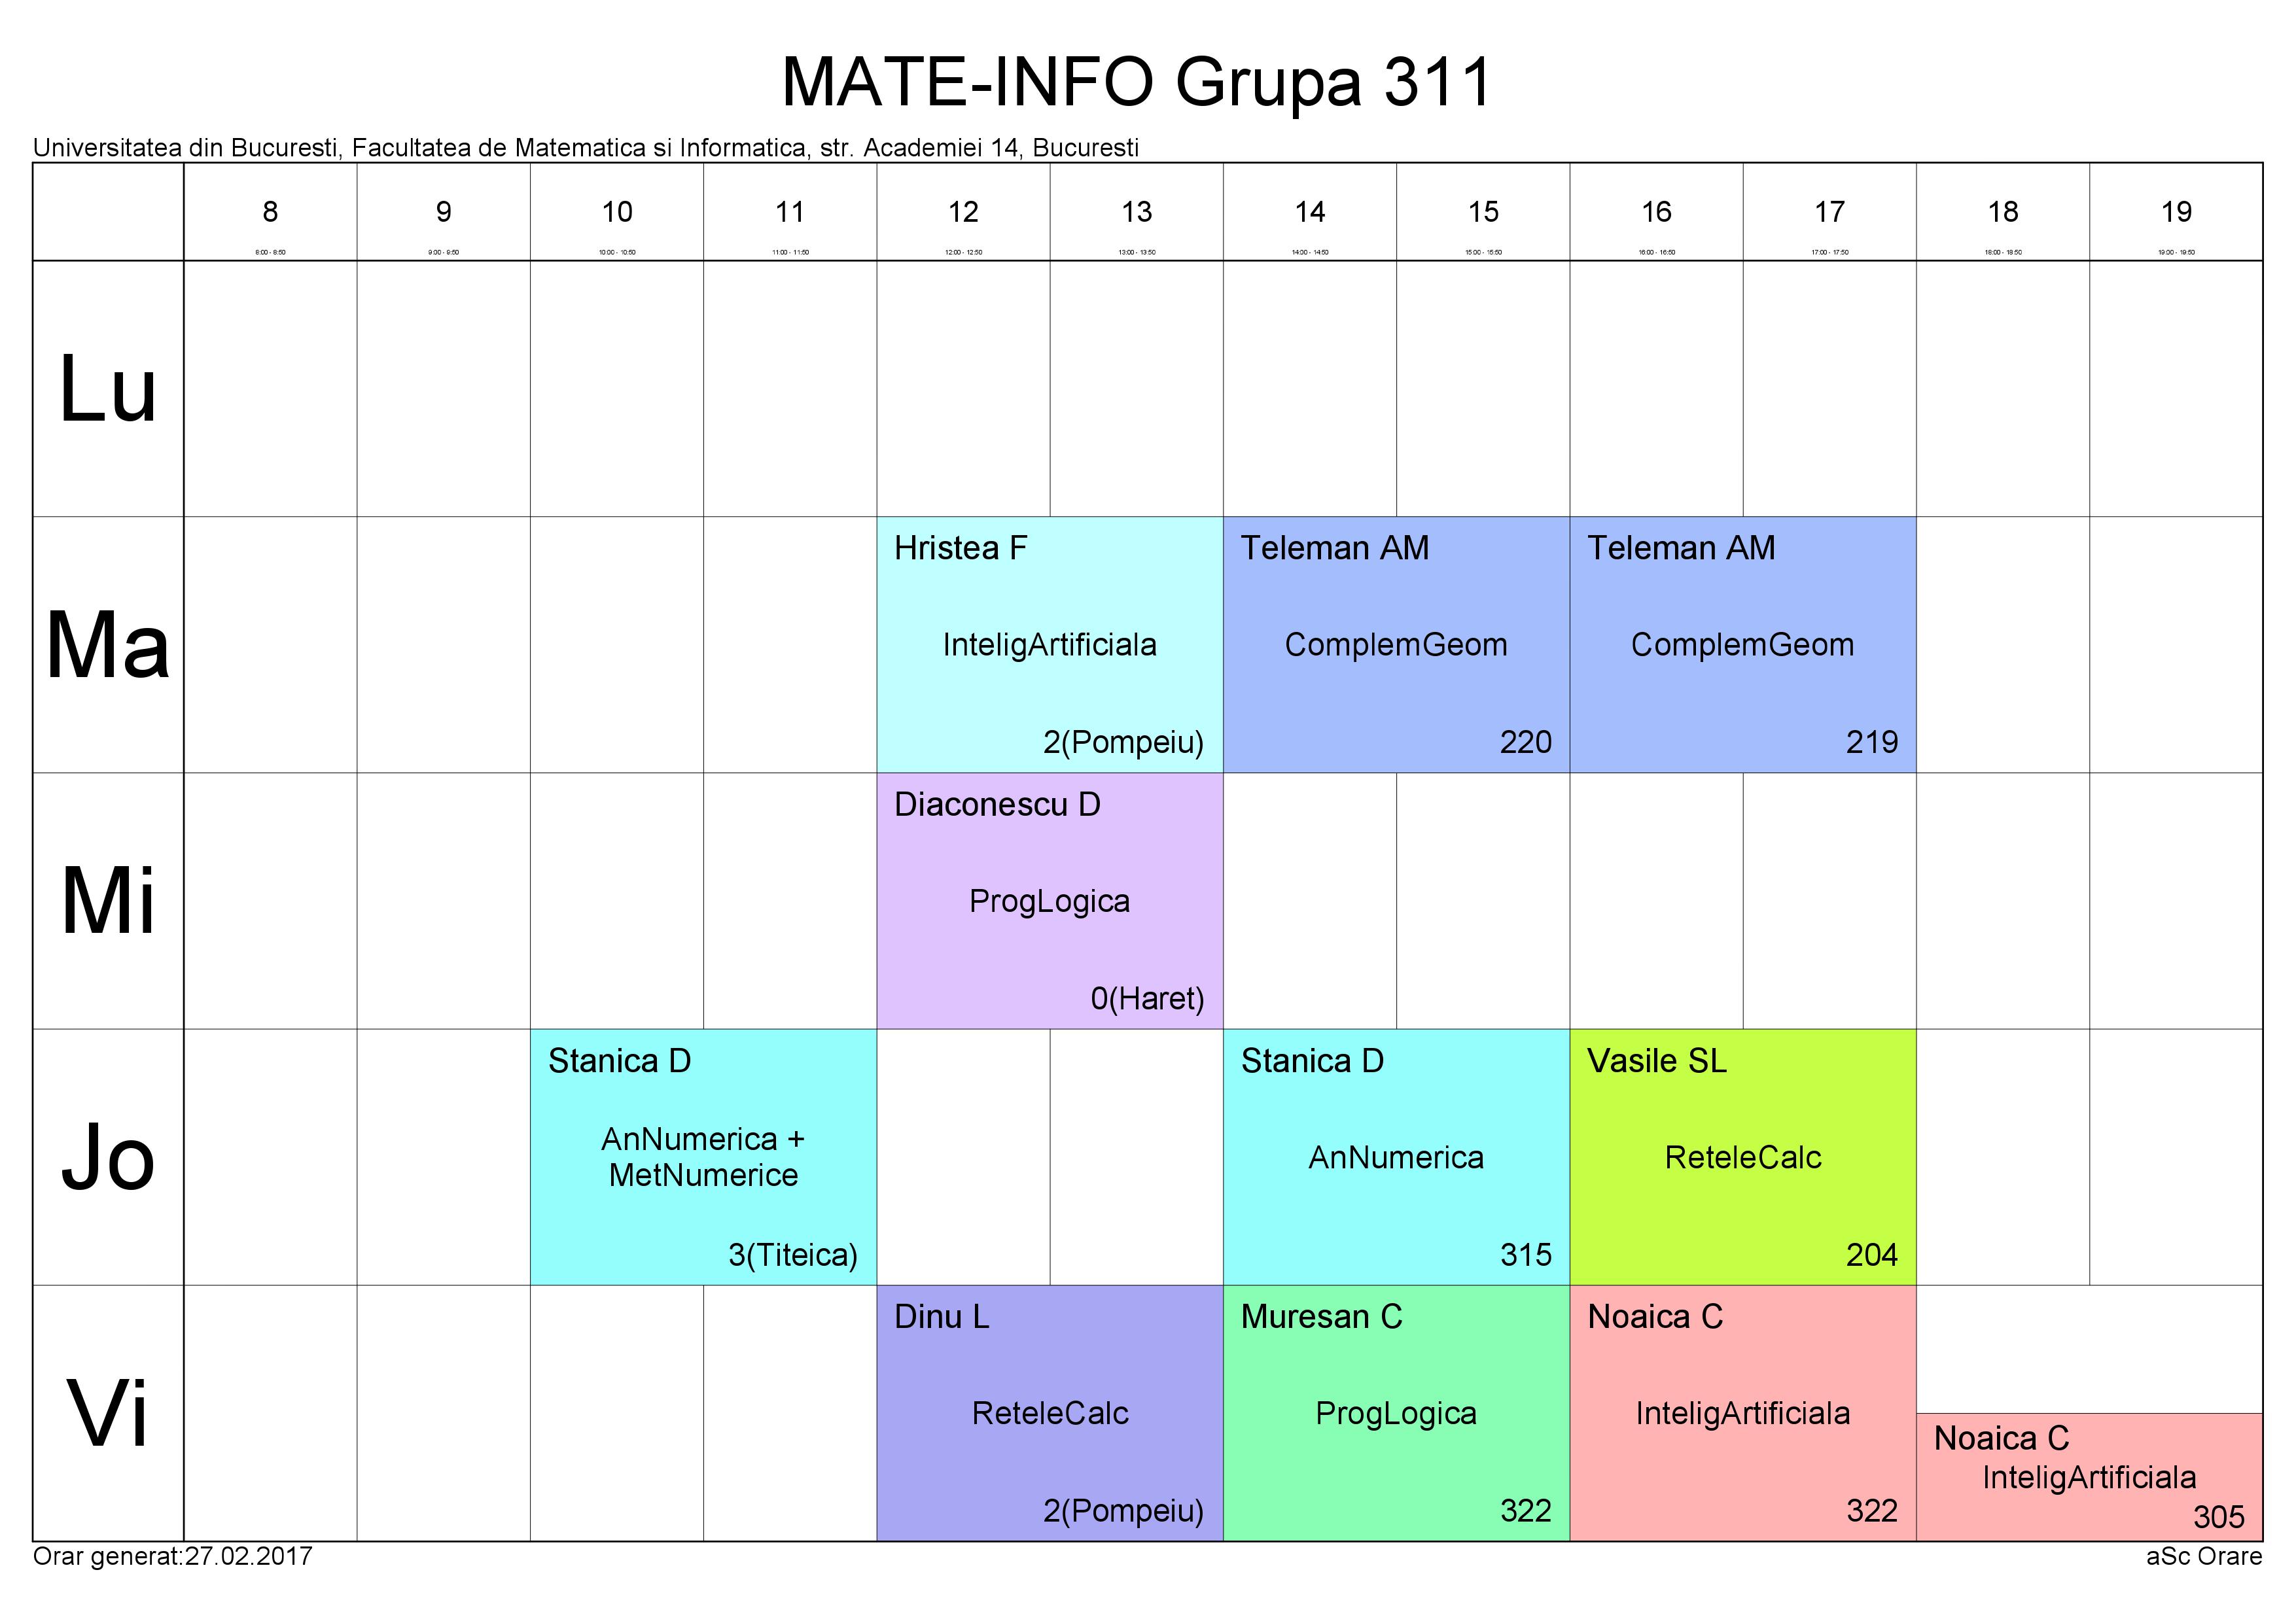 MATE-INFO Grupa 311
Universitatea din Bucuresti, Facultatea de Matematica si Informatica, str. Academiei 14, Bucuresti
8 9 10 11 12 13 14 15 16 17 18 19
8:00 - 8:50 9:00 - 9:50 10:00 - 10:50 11:00 - 11:50 12:00 - 12:50 13:00 - 13:50 14:00 - 14:50 15:00 - 15:50 16:00 - 16:50 17:00 - 17:50 18:00 - 18:50 19:00 - 19:50
Lu
Ma
Hristea F
InteligArtificiala
2(Pompeiu)
Teleman AM
ComplemGeom
220
Teleman AM
ComplemGeom
219
Mi
Diaconescu D
ProgLogica
0(Haret)
Jo
Stanica D
AnNumerica +
MetNumerice
3(Titeica)
Stanica D
AnNumerica
315
Vasile SL
ReteleCalc
204
Vi
Dinu L
ReteleCalc
2(Pompeiu)
Muresan C
ProgLogica
322
Noaica C
InteligArtificiala
322
Noaica C
InteligArtificiala
305
Orar generat:27.02.2017
aSc Orare